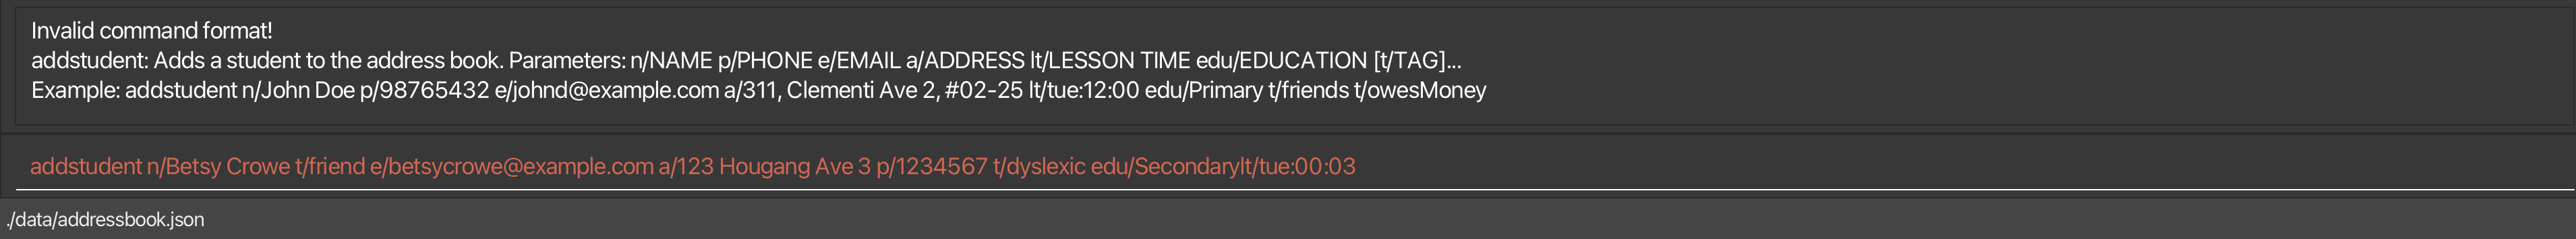 Invalid command format!
addstudent: Adds a student to the address book. Parameters: n/NAME p/PHONE e/EMAIL a/ADDRESS lt/LESSON TIME edu/EDUCATION [t/TAG]...
Example: addstudent n/John Doe p/98765432 e/johnd@example.com a/311, Clementi Ave 2, #02-25 lt/tue:12:00 edu/Primary t/friends t/owesMoney
addstudent n/Betsy Crowe t/friend e/betsycrowe@example.com a/123 Hougang Ave 3 p/1234567 t/dyslexic edu/Secondarylt/tue:00:03
./data/addressbook.json